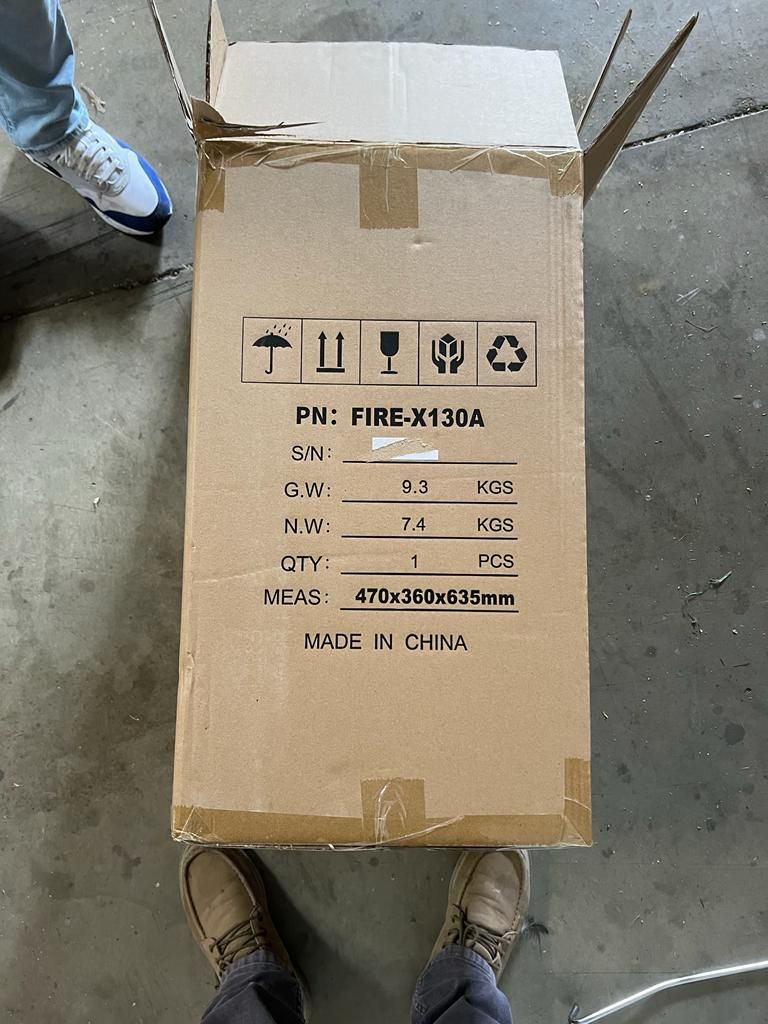 PN: FIRE-X130A
S/N:
G.W: 9.3 KGS
N.W: 7.4 KGS
QTY: 1 PCS
MEAS: 470x360x635mm
MADE IN CHINA